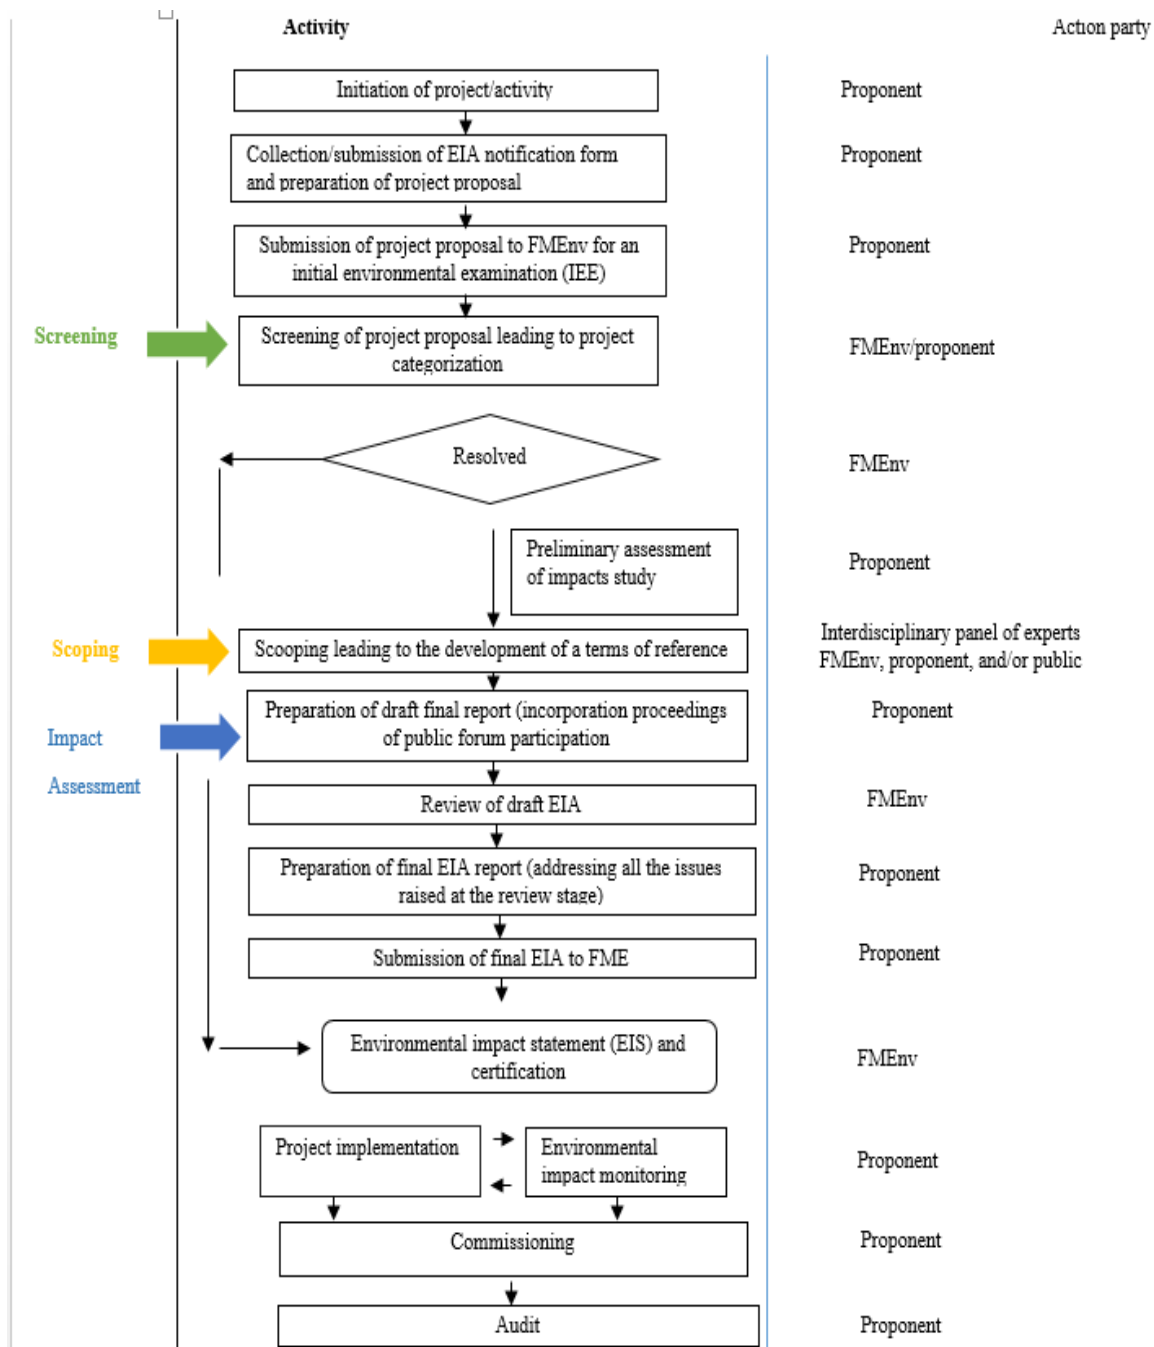 Activity
Action party
Initiation of project/activity
Proponent
Collection/submission of EIA notification form
and preparation of project proposal
Proponent
Submission of project proposal to FMEnv for an
initial environmental examination (IEE)
Proponent
Screening
Screening of project proposal leading to project
categorization
FMEnv/proponent
Resolved
FMEnv
Preliminary assessment
of impacts study
Proponent
Scoping
Scooping leading to the development of a terms of reference
Interdisciplinary panel of experts
FMEnv, proponent, and/or public
Impact
Assessment
Preparation of draft final report (incorporation proceedings
of public forum participation
Proponent
Review of draft EIA
FMEnv
Preparation of final EIA report (addressing all the issues
raised at the review stage)
Proponent
Submission of final EIA to FME
Proponent
Environmental impact statement (EIS) and
certification
FMEnv
Project implementation
Environmental
impact monitoring
Proponent
Commissioning
Proponent
Audit
Proponent